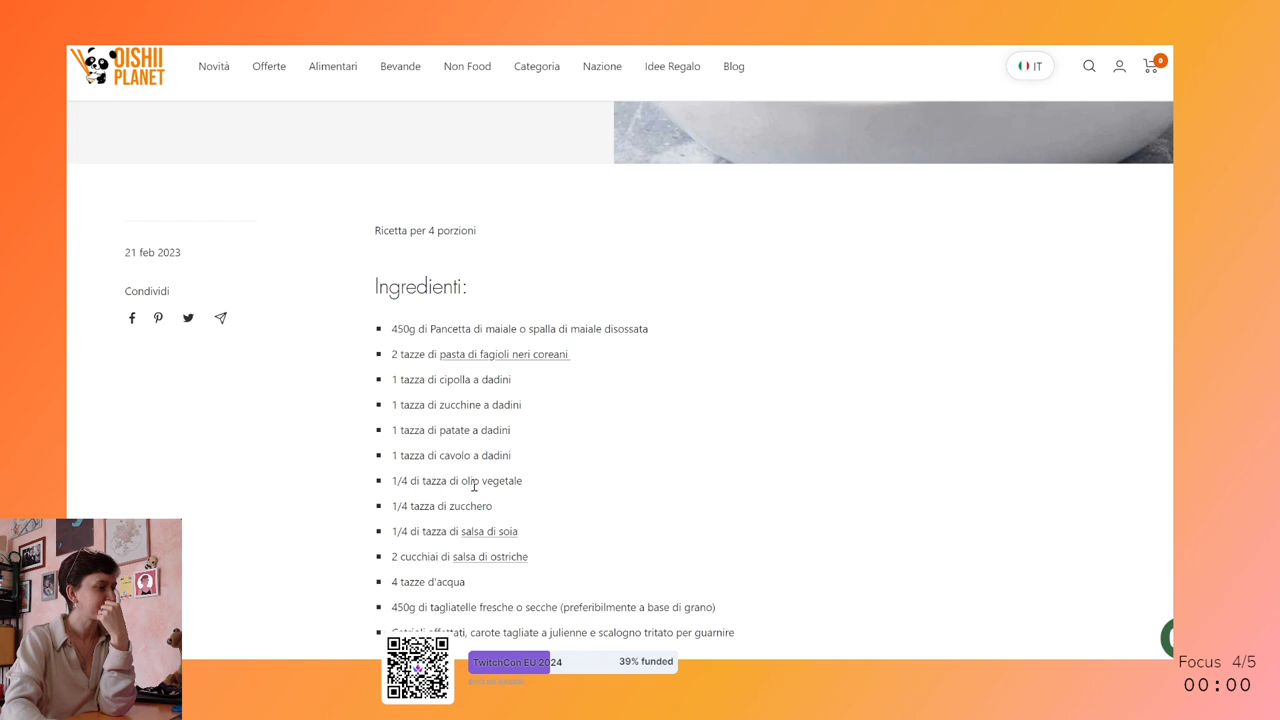 OISHII
PLANET
Novità
Offerte
Alimentari
Bevande
Non Food
Categoria
Nazione
Idee Regalo
Blog
IT
0
21 feb 2023
Condividi
Ricetta per 4 porzioni
Ingredienti:
450g di Pancetta di maiale o spalla di maiale disossata
2 tazze di pasta di fagioli neri coreani
1 tazza di cipolla a dadini
1 tazza di zucchine a dadini
1 tazza di patate a dadini
1 tazza di cavolo a dadini
1/4 di tazza di olio vegetale
1/4 tazza di zucchero
1/4 di tazza di salsa di soia
2 cucchiai di salsa di ostriche
4 tazze d'acqua
450g di tagliatelle fresche o secche (preferibilmente a base di grano)
Cetrioli affettati, carote tagliate a julienne e scalogno tritato per guarnire
TwitchCon EU 2024
39% funded
Focus 4/5
00:00